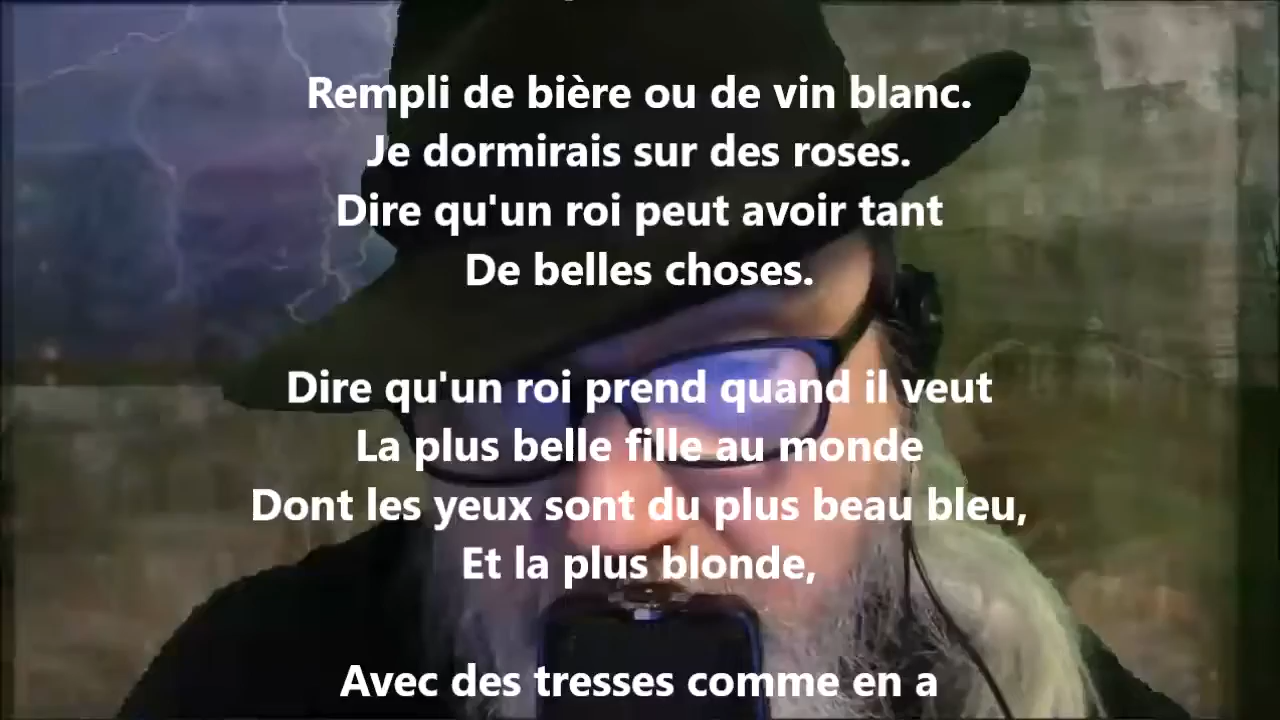 Rempli de bière ou de vin blanc.
Je dormirais sur des roses.
Dire qu'un roi peut avoir tant
De belles choses.
Dire qu'un roi prend quand il veut
La plus belle fille au monde
Dont les yeux sont du plus beau bleu,
Et la plus blonde,
Avec des tresses comme en a